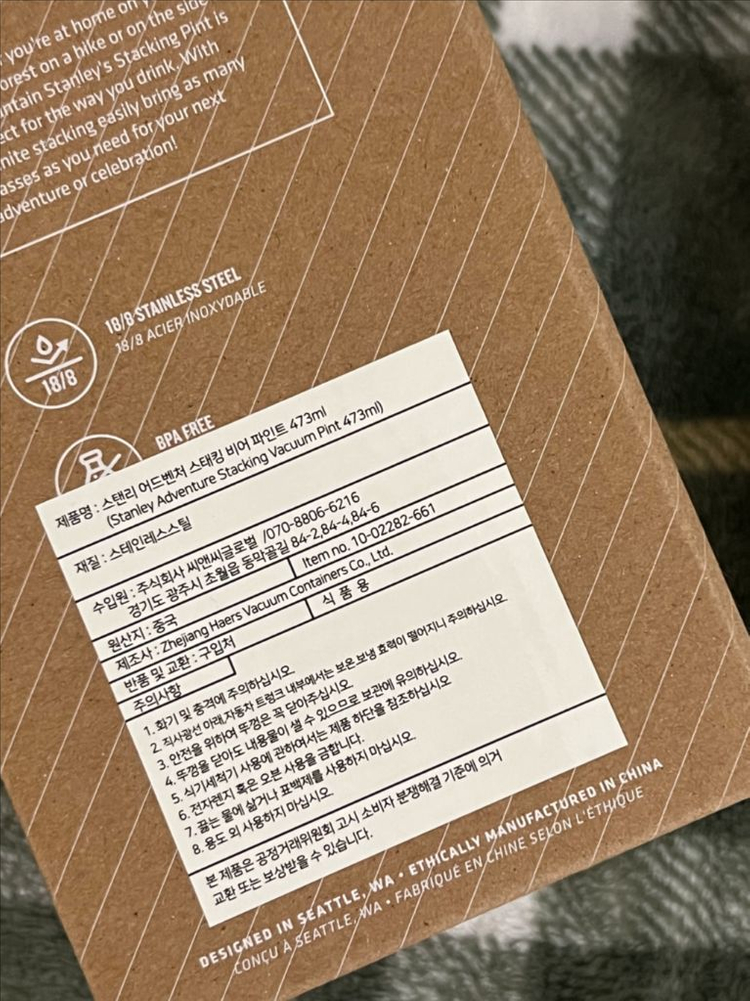 you're at home on
orest on a bike or on the side
ntain Stanley's Stacking Pint is
ect for the way you drink. With
nite stacking easily bring as many
asses as you need for your next
adventure or celebration!
18/8 STAINLESS STEEL
18/8 ACIER INOXYDABLE
18/8
BPA FREE
제품명 : 스탠리 어드벤처 스태킹 비어 파인트 473ml
(Stanley Adventure Stacking Vacuum Pint 473ml)
재질 : 스테인레스스틸
수입원 : 주식회사 씨앤씨글로벌 /070-8806-6216
경기도 광주시 초월읍 동막골길 84-2,84-4,84-6
원산지 : 중국 Item no. 10-02282-661
제조사 : Zhejiang Haers Vacuum Containers Co., Ltd.
반품 및 교환 : 구입처 식 품 용
주의사항
1. 화기 및 충격에 주의하십시오.
2. 직사광선 아래,자동차 트렁크 내부에서는 보온 보냉 효력이 떨어지니 주의하십시오
3. 안전을 위하여 뚜껑은 꼭 닫아주십시오.
4. 뚜껑을 닫아도 내용물이 샐 수 있으므로 보관에 유의하십시오.
5. 식기세척기 사용에 관하여서는 제품 하단을 참조하십시오
6. 전자렌지 혹은 오븐 사용을 금합니다.
7. 끓는 물에 삶거나 표백제를 사용하지 마십시오.
8. 용도 외 사용하지 마십시오.
본 제품은 공정거래위원회 고시 소비자 분쟁해결 기준에 의거
교환 또는 보상받을 수 있습니다.
DESIGNED IN SEATTLE, WA • ETHICALLY MANUFACTURED IN CHINA
CONÇU À SEATTLE, WA • FABRIQUÉ EN CHINE SELON L'ÉTHIQUE